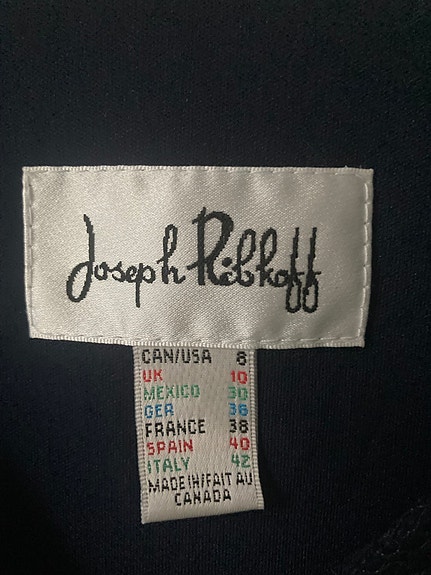 Joseph Ribkoff
CAN/USA 8
UK 10
MEXICO 30
GER 36
FRANCE 38
SPAIN 40
ITALY 42
MADE IN/FAIT AU
CANADA